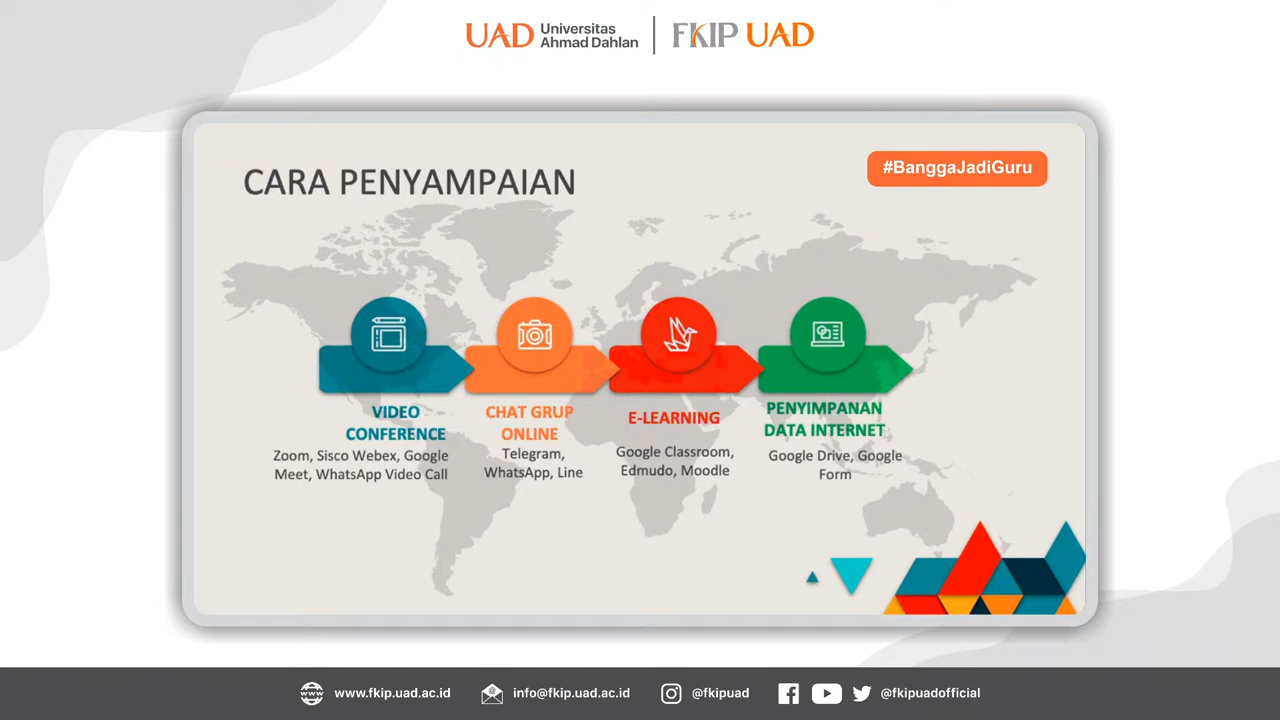 UAD Universitas Ahmad Dahlan
FKIP UAD
#BanggaJadiGuru
CARA PENYAMPAIAN
VIDEO
CONFERENCE
Zoom, Sisco Webex, Google
Meet, WhatsApp Video Call
CHAT GRUP
ONLINE
Telegram,
WhatsApp, Line
E-LEARNING
Google Classroom,
Edmudo, Moodle
PENYIMPANAN
DATA INTERNET
Google Drive, Google
Form
www.fkip.uad.ac.id
info@fkip.uad.ac.id
@fkipuad
@fkipuadofficial